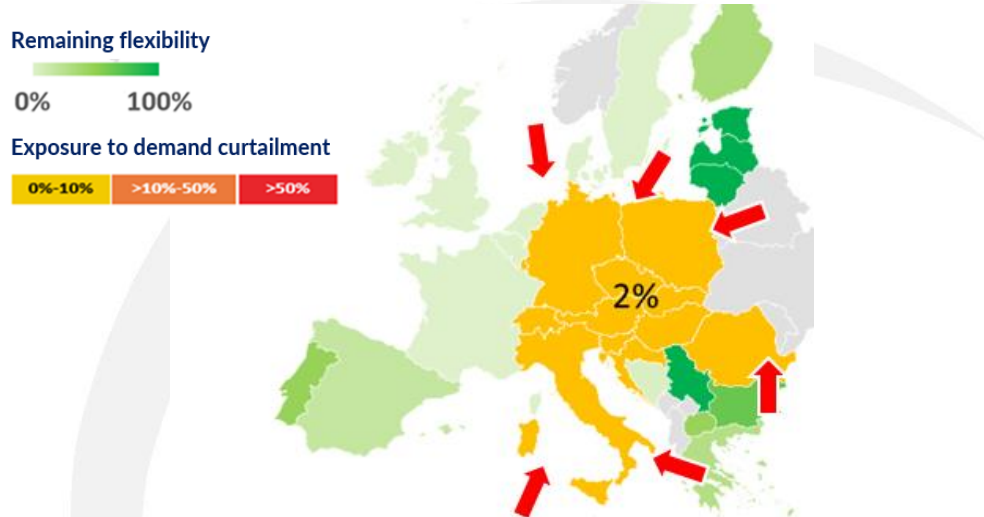 Remaining flexibility
0% 100%
Exposure to demand curtailment
0%-10% >10%-50% >50%
2%